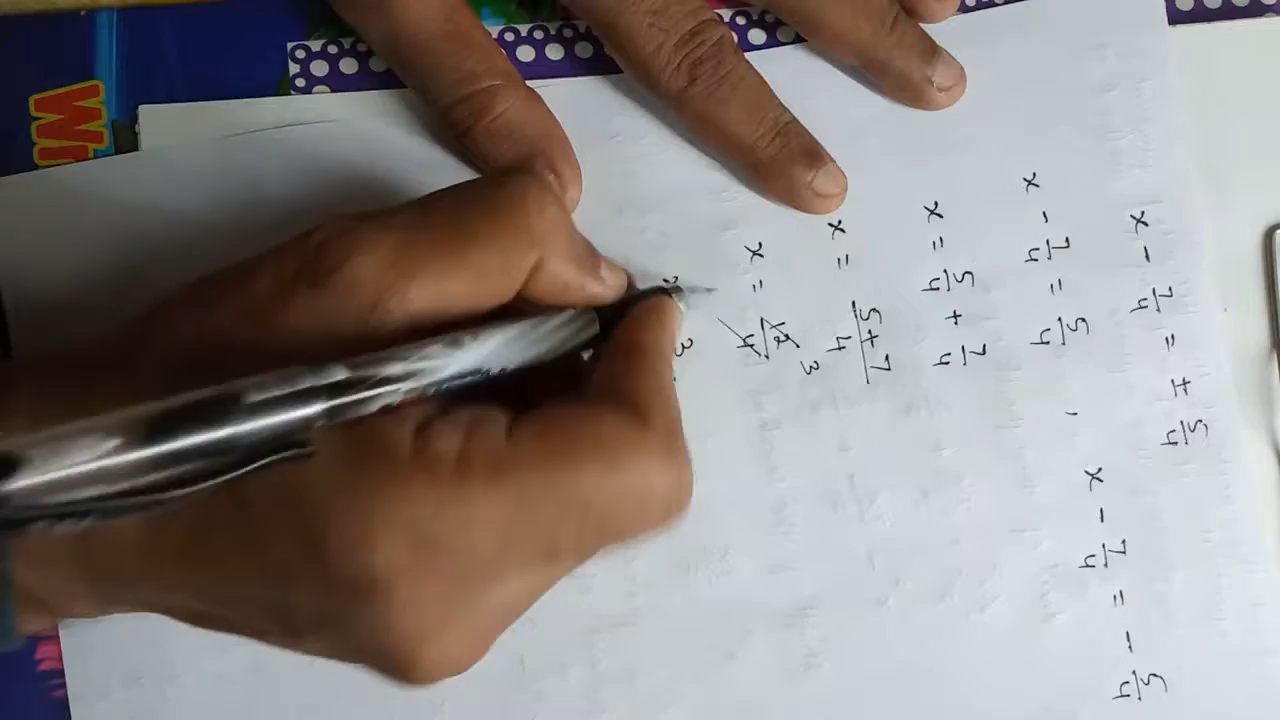 x - 7/4 = ± 5/4
x - 7/4 = 5/4 , x - 7/4 = - 5/4
x = 5/4 + 7/4
x = 5+7/4
x = 12/4 3
3